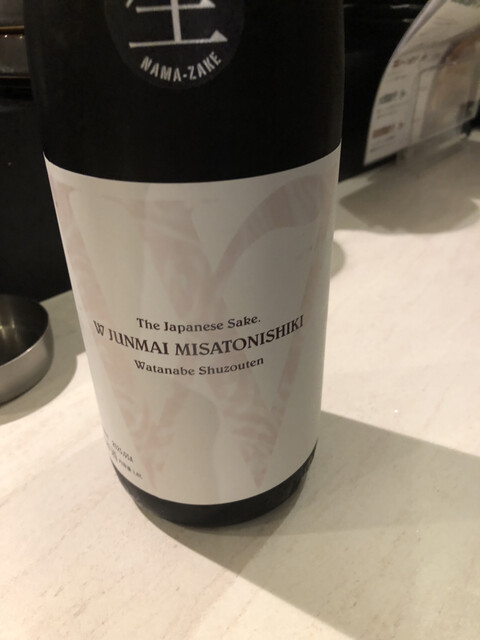 生
NAMA-ZAKE
The Japanese Sake.
W JUNMAI MISATONISHIKI
Watanabe Shuzouten